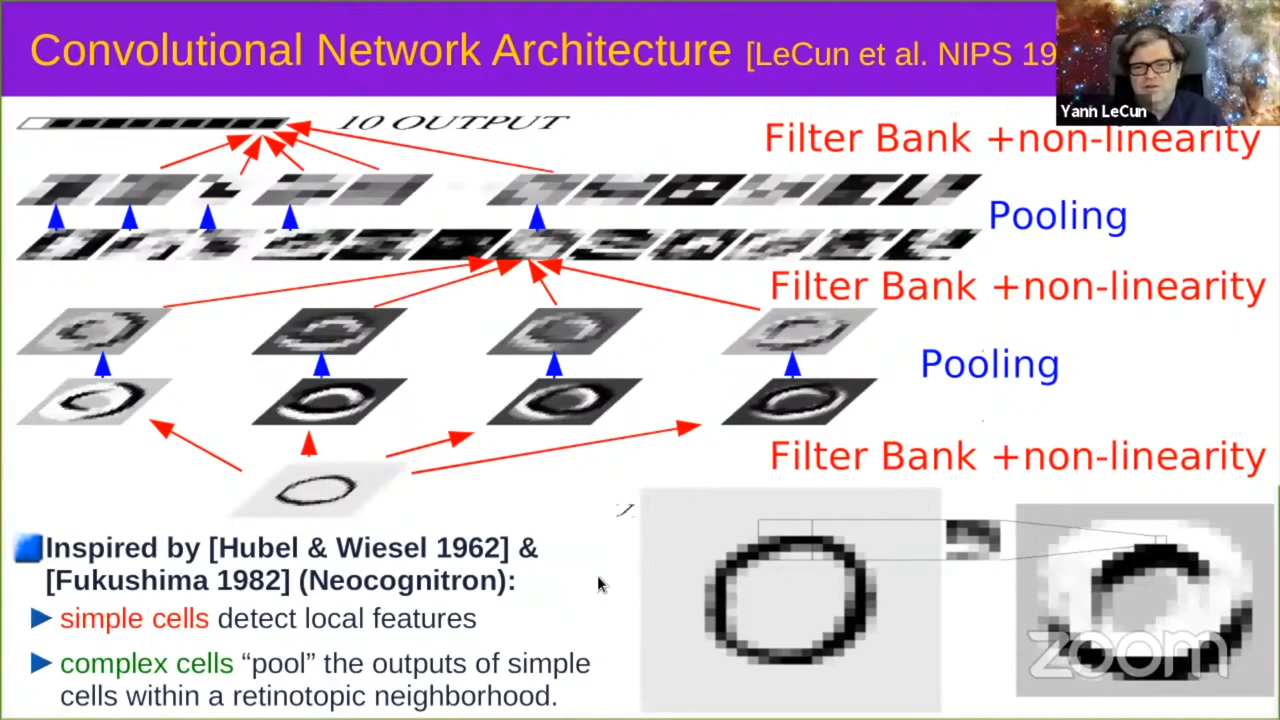 Convolutional Network Architecture [LeCun et al. NIPS 19
Yann LeCun
10 OUTPUT
Filter Bank +non-linearity
Pooling
Filter Bank +non-linearity
Pooling
Filter Bank +non-linearity
Inspired by [Hubel & Wiesel 1962] &
[Fukushima 1982] (Neocognitron):
► simple cells detect local features
► complex cells “pool” the outputs of simple
cells within a retinotopic neighborhood.
zoom